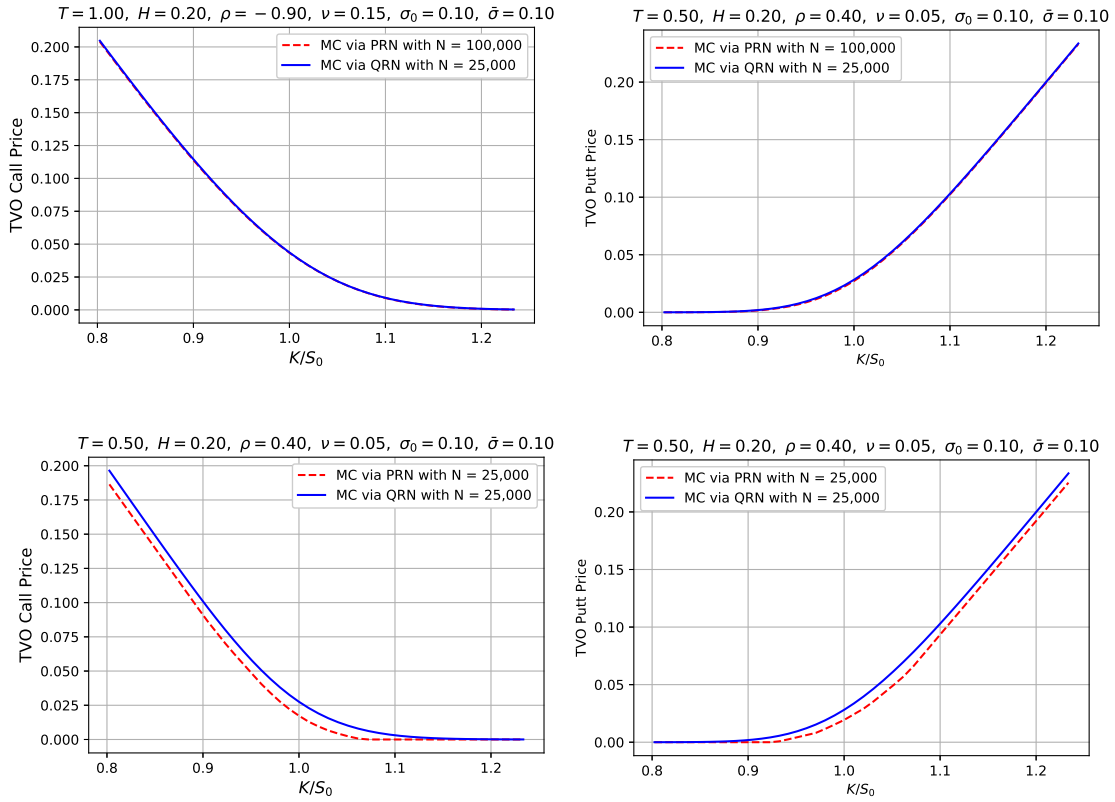 T = 1.00, H = 0.20, ρ = −0.90, ν = 0.15, σ₀ = 0.10, σ̄ = 0.10
TVO Call Price
0.200
0.175
0.150
0.125
0.100
0.075
0.050
0.025
0.000
MC via PRN with N = 100,000
MC via QRN with N = 25,000
0.8 0.9 1.0 1.1 1.2
K/S₀
T = 0.50, H = 0.20, ρ = 0.40, ν = 0.05, σ₀ = 0.10, σ̄ = 0.10
TVO Putt Price
0.20
0.15
0.10
0.05
0.00
MC via PRN with N = 100,000
MC via QRN with N = 25,000
0.8 0.9 1.0 1.1 1.2
K/S₀
T = 0.50, H = 0.20, ρ = 0.40, ν = 0.05, σ₀ = 0.10, σ̄ = 0.10
TVO Call Price
0.200
0.175
0.150
0.125
0.100
0.075
0.050
0.025
0.000
MC via PRN with N = 25,000
MC via QRN with N = 25,000
0.8 0.9 1.0 1.1 1.2
K/S₀
T = 0.50, H = 0.20, ρ = 0.40, ν = 0.05, σ₀ = 0.10, σ̄ = 0.10
TVO Putt Price
0.20
0.15
0.10
0.05
0.00
MC via PRN with N = 25,000
MC via QRN with N = 25,000
0.8 0.9 1.0 1.1 1.2
K/S₀